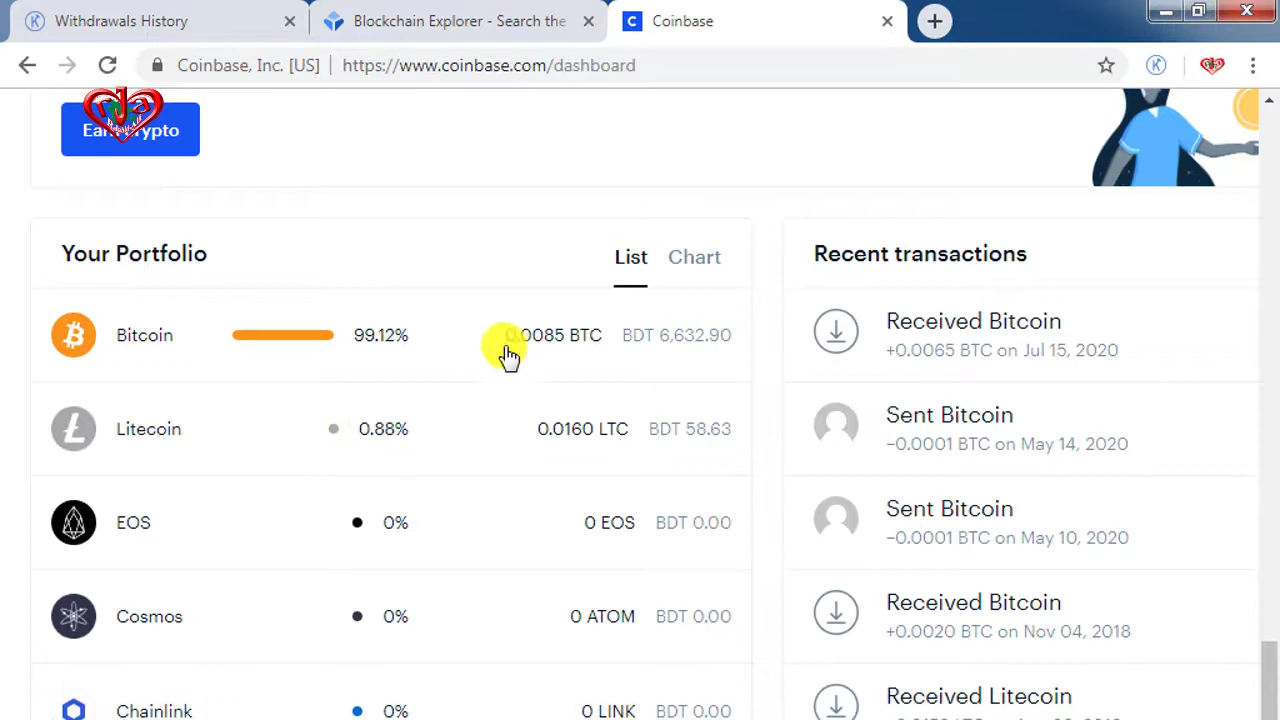 Withdrawals History
Blockchain Explorer - Search the
Coinbase
Coinbase, Inc. [US] | https://www.coinbase.com/dashboard
Your Portfolio
List
Chart
Bitcoin 99.12% 0.0085 BTC BDT 6,632.90
Litecoin 0.88% 0.0160 LTC BDT 58.63
EOS 0% 0 EOS BDT 0.00
Cosmos 0% 0 ATOM BDT 0.00
Chainlink 0% 0 LINK BDT 0.00
Recent transactions
Received Bitcoin
+0.0065 BTC on Jul 15, 2020
Sent Bitcoin
−0.0001 BTC on May 14, 2020
Sent Bitcoin
−0.0001 BTC on May 10, 2020
Received Bitcoin
+0.0020 BTC on Nov 04, 2018
Received Litecoin